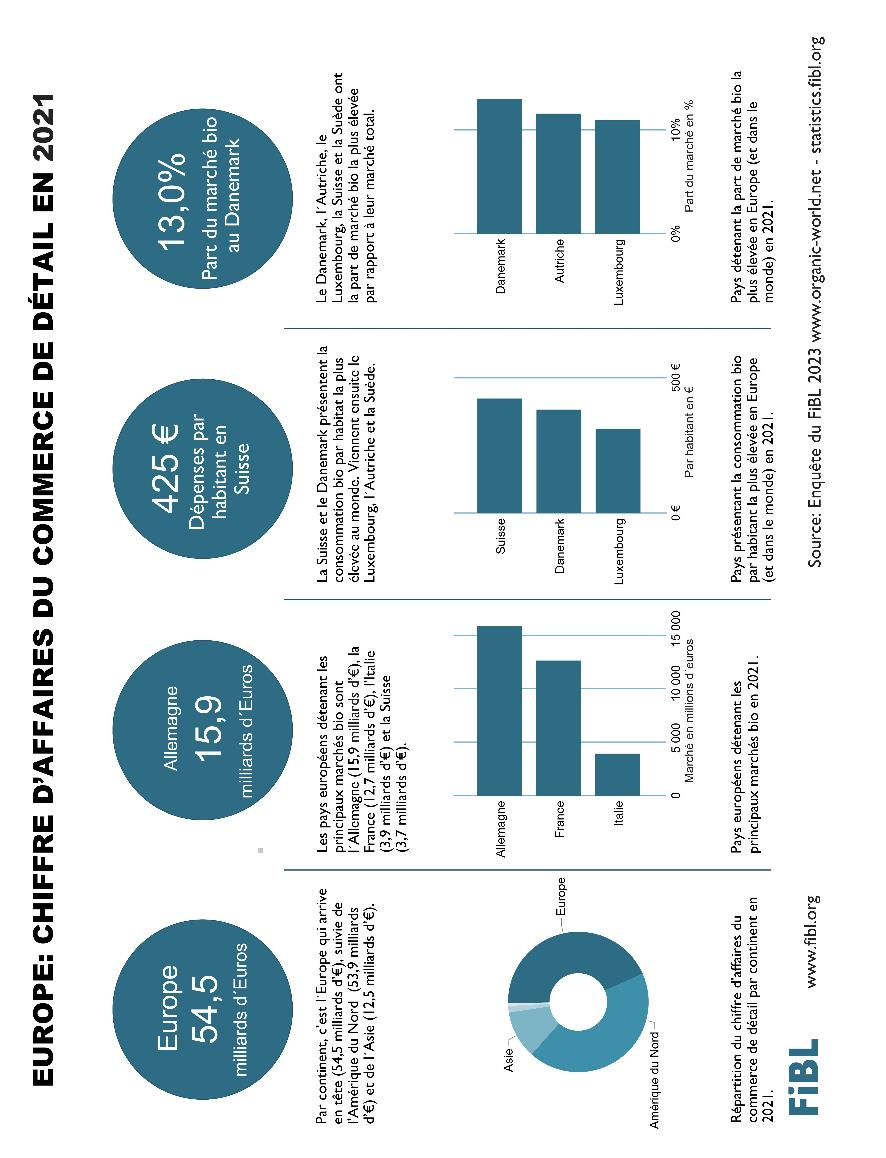 EUROPE: CHIFFRE D'AFFAIRES DU COMMERCE DE DÉTAIL EN 2021
Europe
54,5
milliards d'Euros
Par continent, c'est l'Europe qui arrive
en tête (54,5 milliards d'€), suivie de
l'Amérique du Nord (53,9 milliards
d'€) et de l'Asie (12,5 milliards d'€).
Asie
Europe
Amérique du Nord
Répartition du chiffre d'affaires du
commerce de détail par continent en
2021.
Allemagne
15,9
milliards d'Euros
Les pays européens détenant les
principaux marchés bio sont
l'Allemagne (15,9 milliards d'€), la
France (12,7 milliards d'€), l'Italie
(3,9 milliards d'€) et la Suisse
(3,7 milliards d'€).
Allemagne
France
Italie
0 5 000 10 000 15 000
Marché en millions d'euros
Pays européens détenant les
principaux marchés bio en 2021.
425 €
Dépenses par
habitant en
Suisse
La Suisse et le Danemark présentent la
consommation bio par habitat la plus
élevée au monde. Viennent ensuite le
Luxembourg, l'Autriche et la Suède.
Suisse
Danemark
Luxembourg
0 € 500 €
Par habitant en €
Pays présentant la consommation bio
par habitant la plus élevée en Europe
(et dans le monde) en 2021.
13,0%
Part du marché bio
au Danemark
Le Danemark, l'Autriche, le
Luxembourg, la Suisse et la Suède ont
la part de marché bio la plus élevée
par rapport à leur marché total.
Danemark
Autriche
Luxembourg
0% 10%
Part du marché en %
Pays détenant la part de marché bio la
plus élevée en Europe (et dans le
monde) en 2021.
FiBL www.fibl.org Source: Enquête du FiBL 2023 www.organic-world.net - statistics.fibl.org